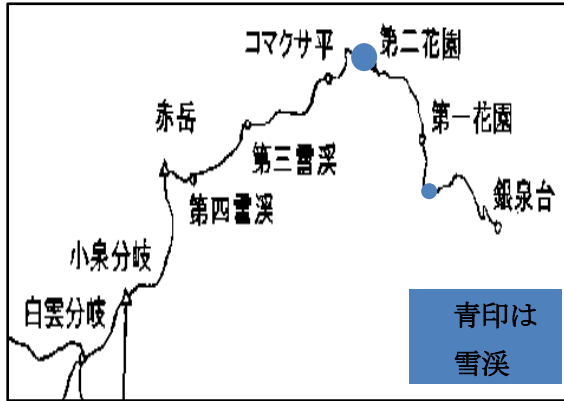 コマクサ平
第二花園
赤岳
第一花園
第三雪渓
銀泉台
第四雪渓
小泉分岐
白雲分岐
青印は
雪渓